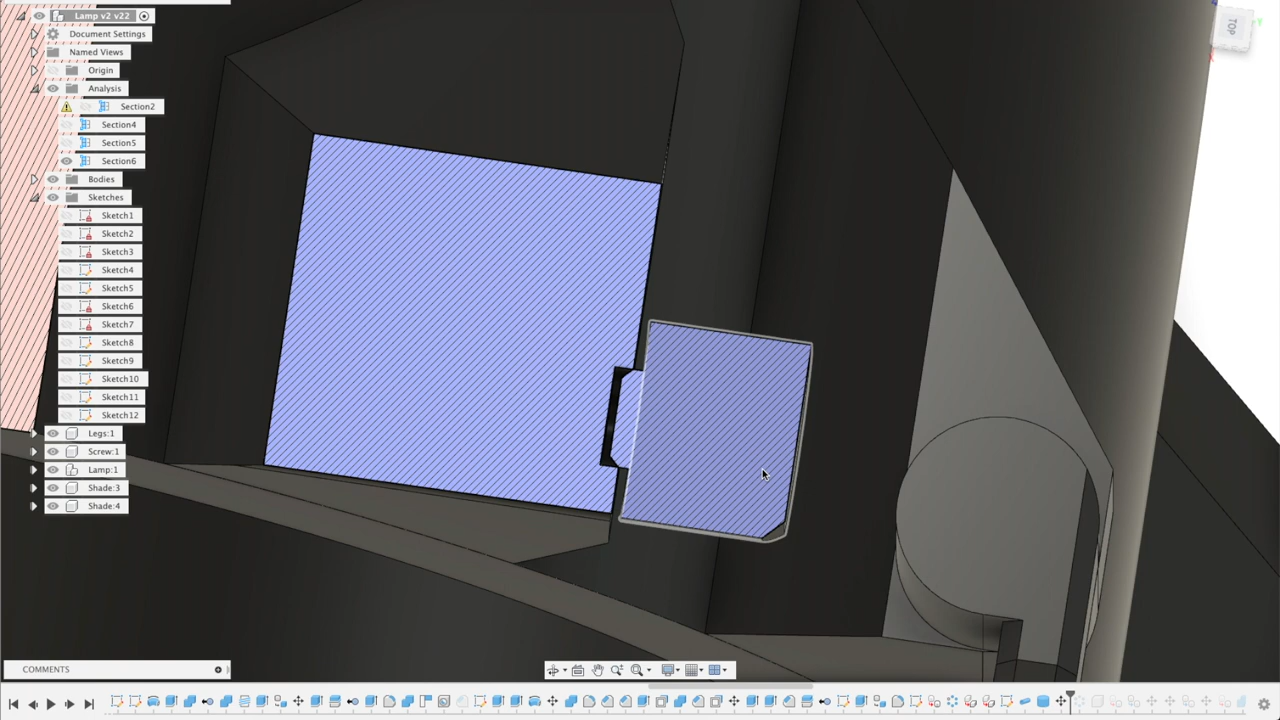 Lamp v2 v22
Document Settings
Named Views
Origin
Analysis
Section2
Section4
Section5
Section6
Bodies
Sketches
Sketch1
Sketch2
Sketch3
Sketch4
Sketch5
Sketch6
Sketch7
Sketch8
Sketch9
Sketch10
Sketch11
Sketch12
Legs:1
Screw:1
Lamp:1
Shade:3
Shade:4
TOP
COMMENTS